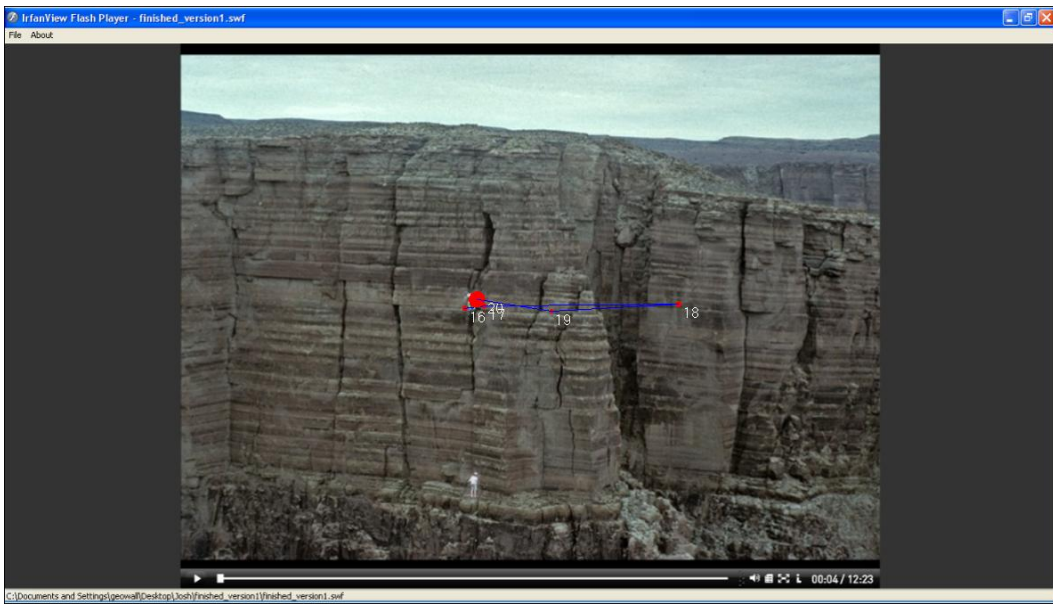 IrfanView Flash Player - finished_version1.swf
File About
16 17 18 19 20
00:04 / 12:23
C:\Documents and Settings\geowall\Desktop\Josh\finished_version1\finished_version1.swf